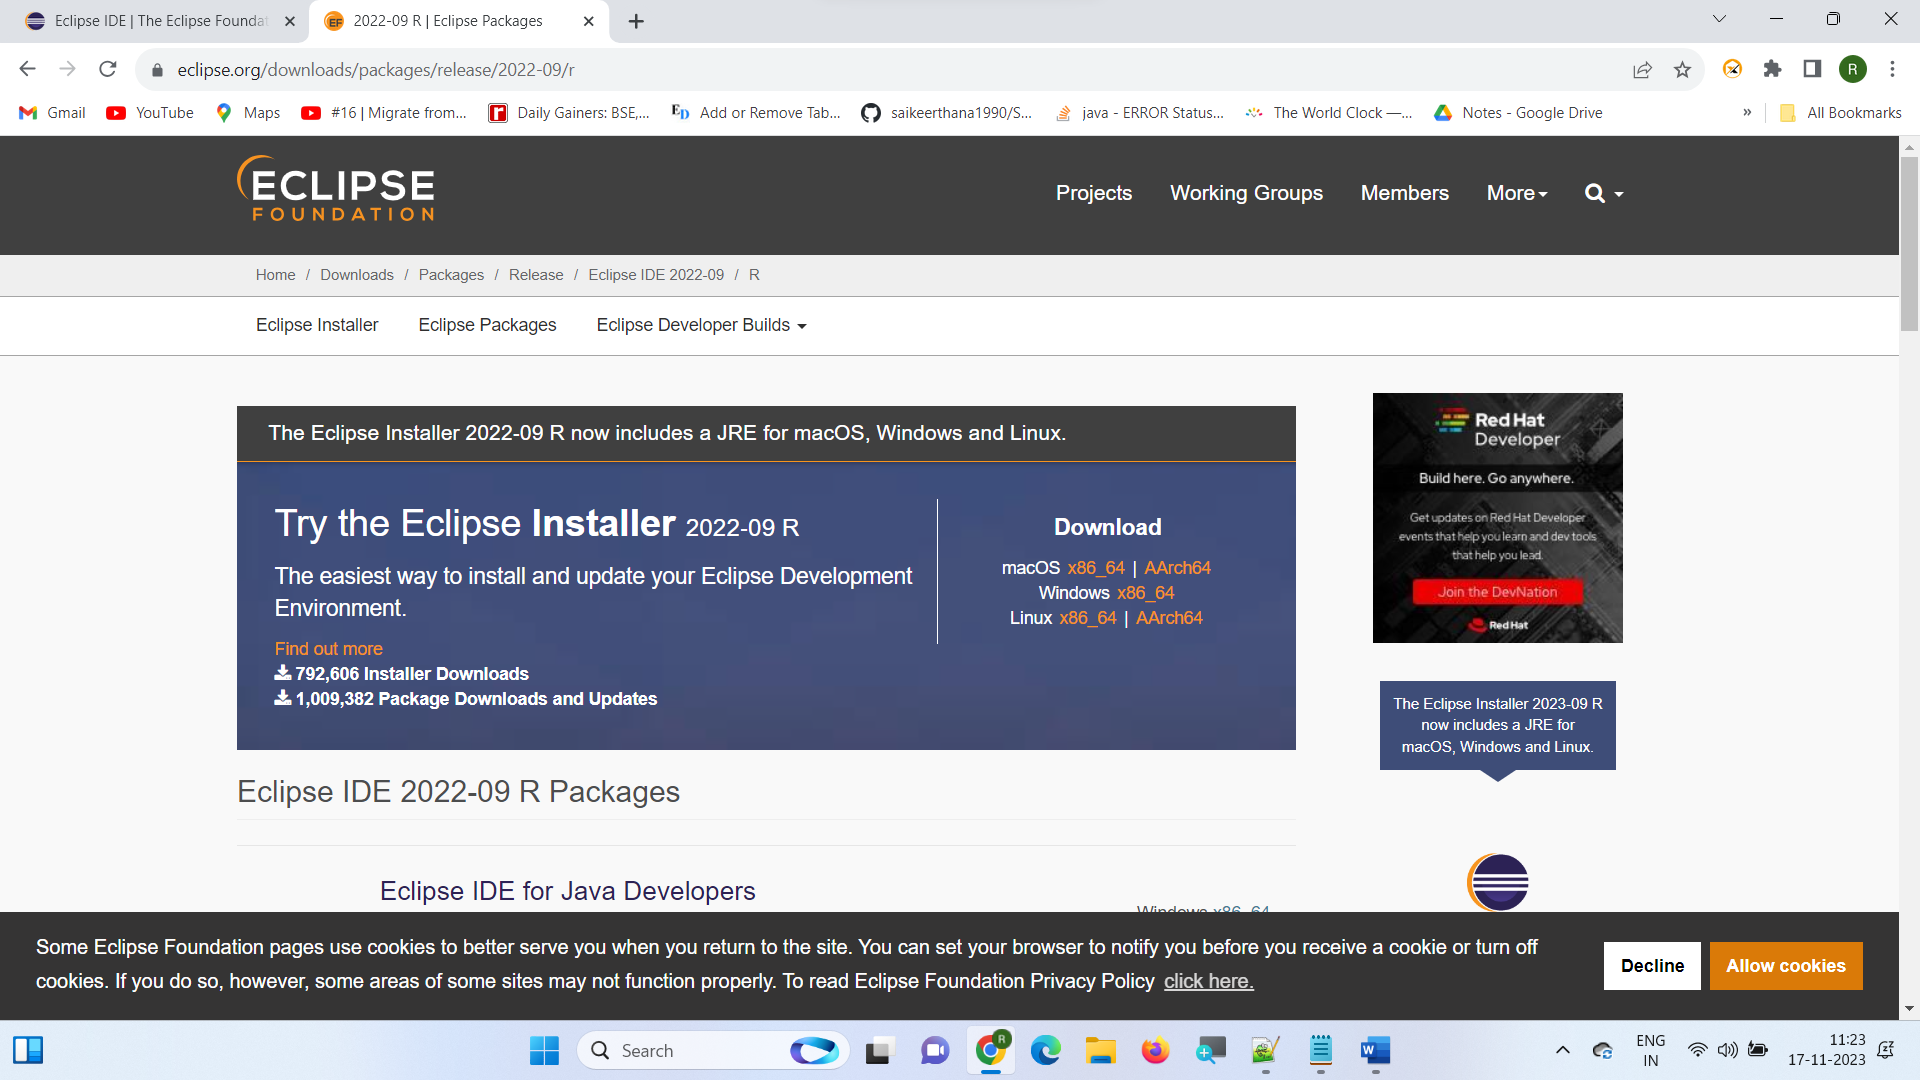 Eclipse IDE | The Eclipse Foundat
2022-09 R | Eclipse Packages
eclipse.org/downloads/packages/release/2022-09/r
R
Gmail
YouTube
Maps
#16 | Migrate from...
Daily Gainers: BSE,...
Add or Remove Tab...
saikeerthana1990/S...
java - ERROR Status...
The World Clock —...
Notes - Google Drive
»
All Bookmarks
ECLIPSE
FOUNDATION
Projects
Working Groups
Members
More
Home / Downloads / Packages / Release / Eclipse IDE 2022-09 / R
Eclipse Installer
Eclipse Packages
Eclipse Developer Builds
The Eclipse Installer 2022-09 R now includes a JRE for macOS, Windows and Linux.
Try the Eclipse Installer 2022-09 R
The easiest way to install and update your Eclipse Development
Environment.
Find out more
792,606 Installer Downloads
1,009,382 Package Downloads and Updates
Download
macOS x86_64 | AArch64
Windows x86_64
Linux x86_64 | AArch64
Red Hat
Developer
Build here. Go anywhere.
Get updates on Red Hat Developer
events that help you learn and dev tools
that help you lead.
Join the DevNation
Red Hat
The Eclipse Installer 2023-09 R
now includes a JRE for
macOS, Windows and Linux.
Eclipse IDE 2022-09 R Packages
Eclipse IDE for Java Developers
Windows x86_64
Some Eclipse Foundation pages use cookies to better serve you when you return to the site. You can set your browser to notify you before you receive a cookie or turn off
cookies. If you do so, however, some areas of some sites may not function properly. To read Eclipse Foundation Privacy Policy click here.
Decline
Allow cookies
Search
R
ENG
IN
11:23
17-11-2023